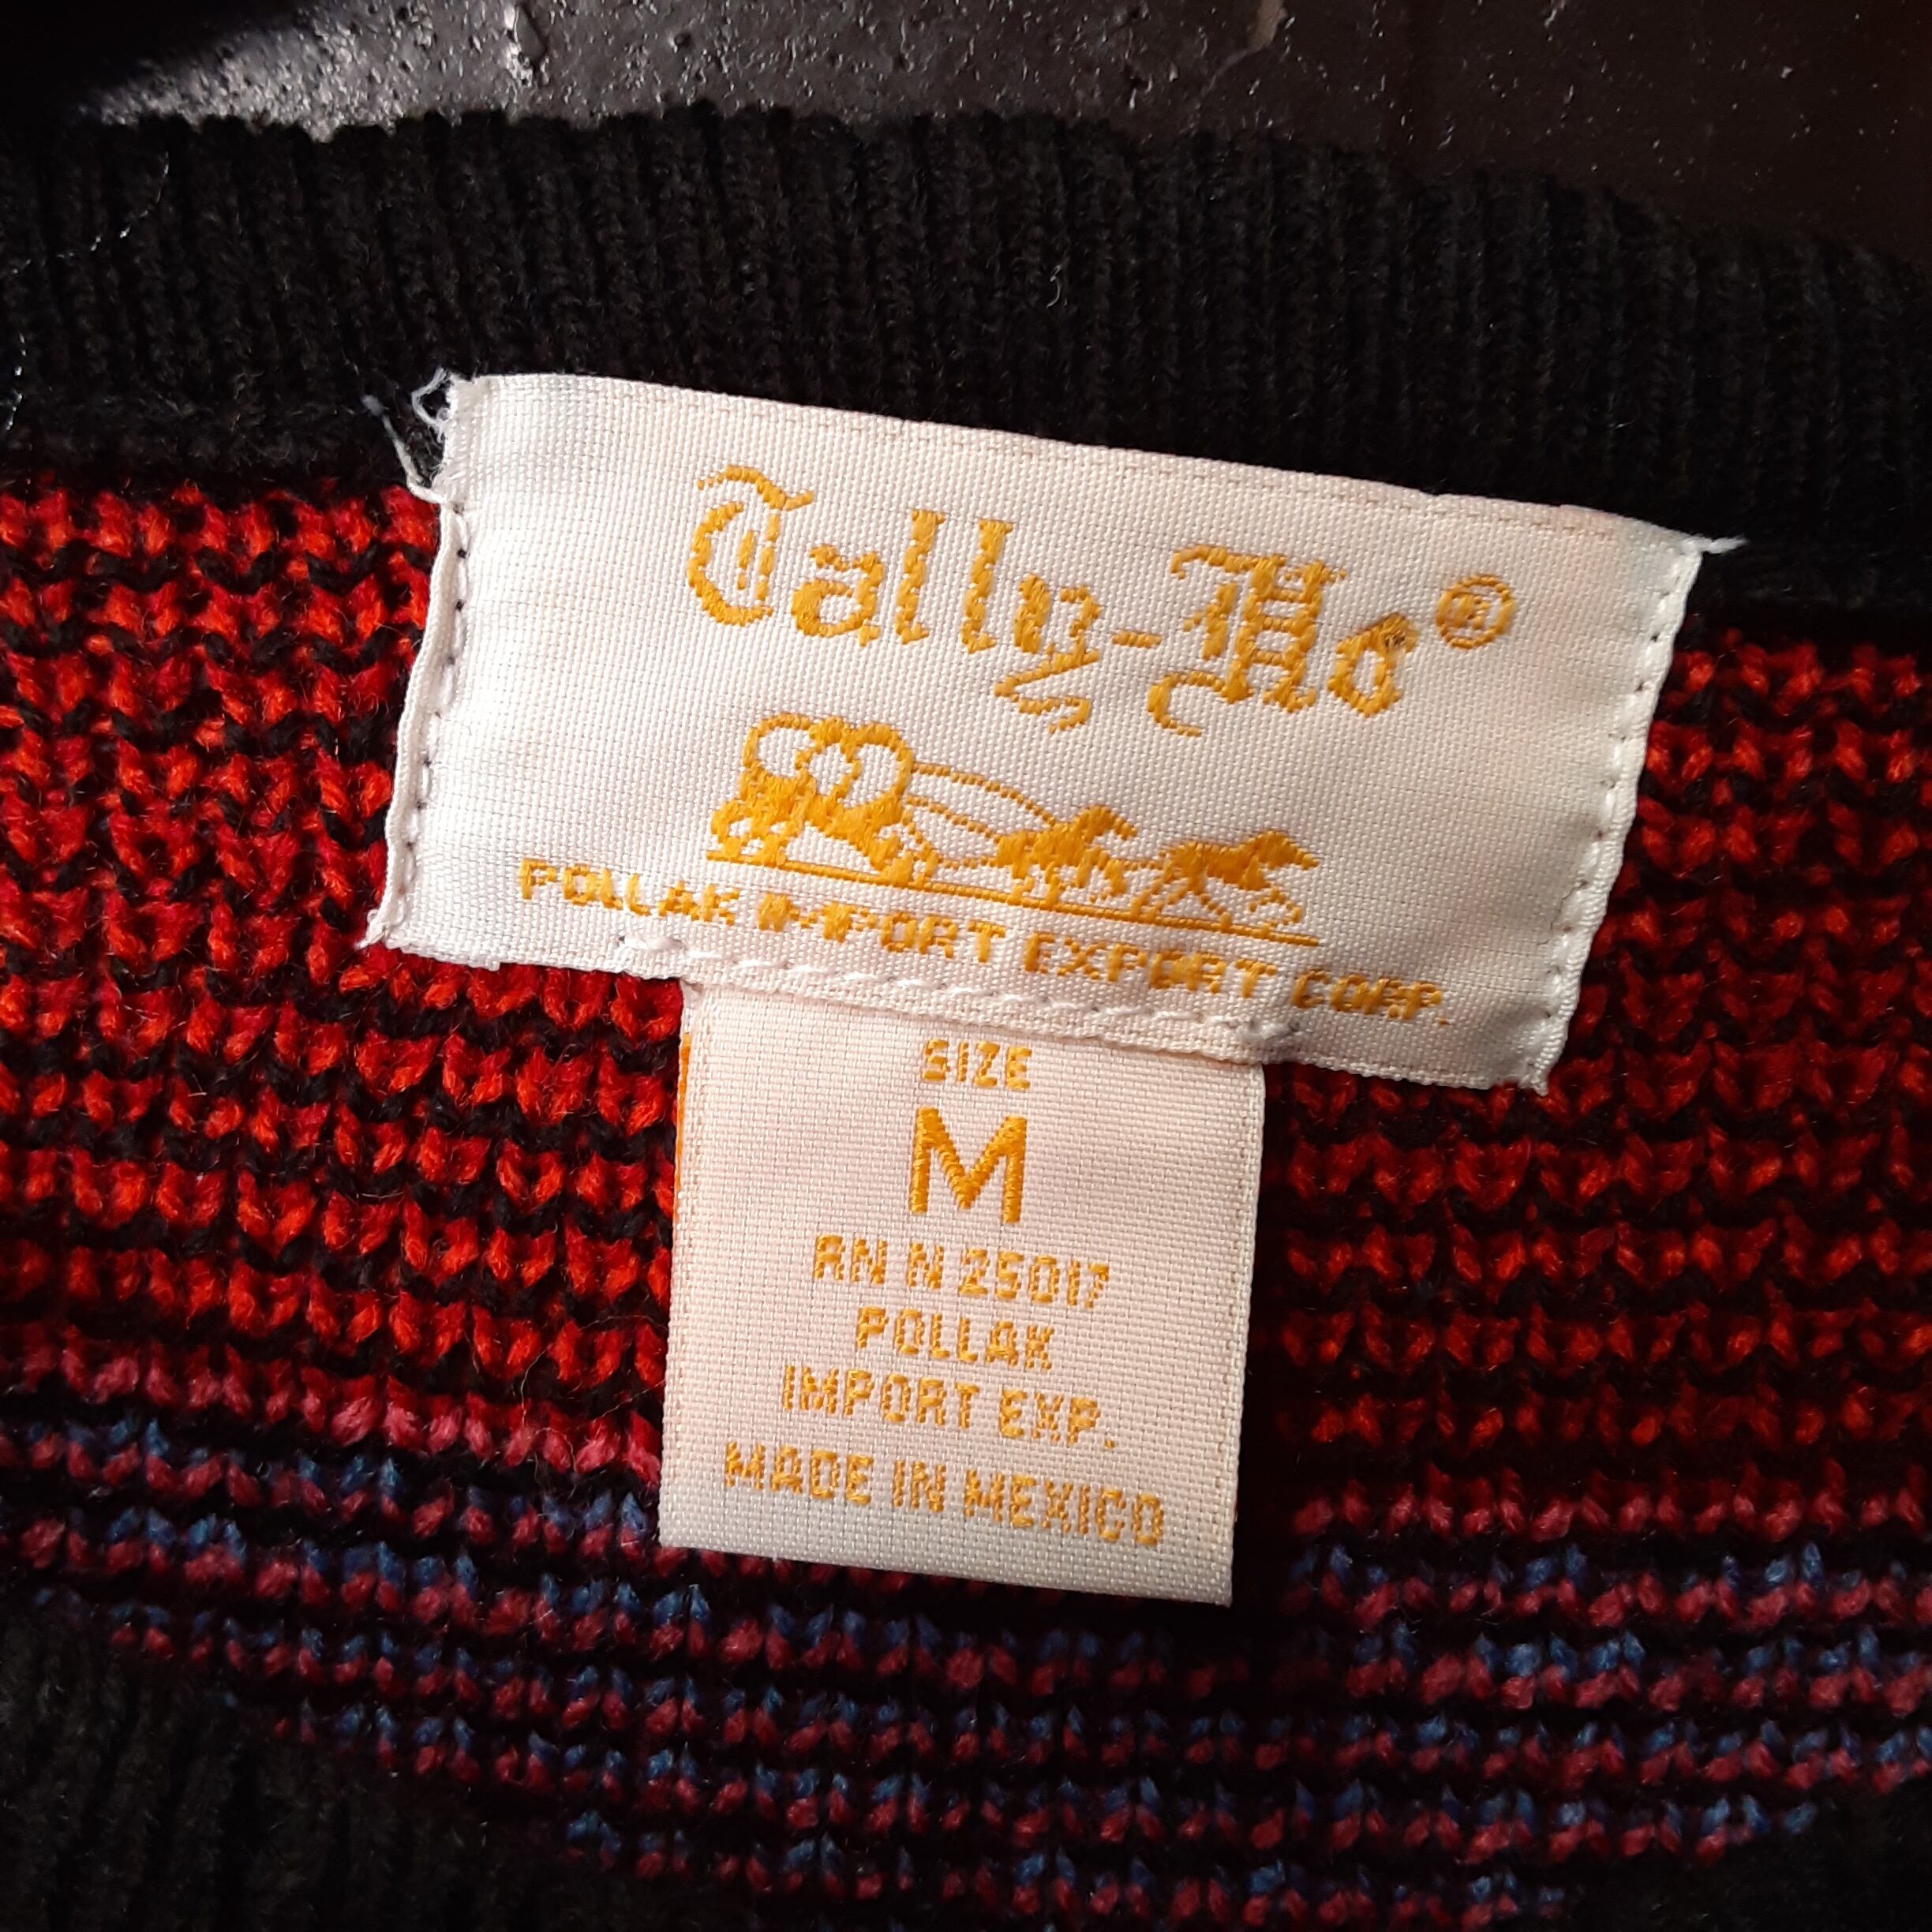 Tally-Ho®
POLLAK IMPORT EXPORT CORP.
SIZE
M
RN N 25017
POLLAK
IMPORT EXP.
MADE IN MEXICO